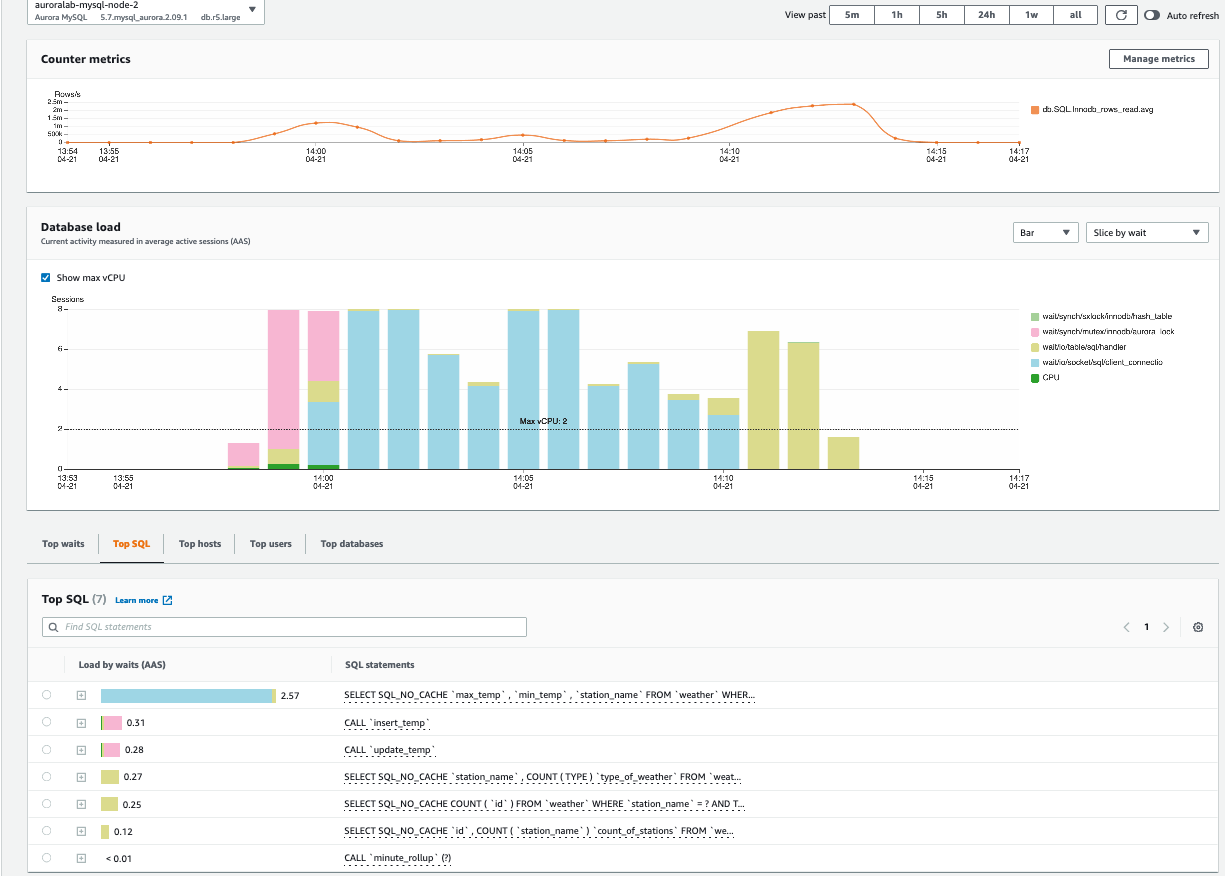 auroralab-mysql-node-2
Aurora MySQL 5.7.mysql_aurora.2.09.1 db.r5.large
View past 5m 1h 5h 24h 1w all Auto refresh
Counter metrics
Manage metrics
Rows/s
2.5m
2m
1.5m
1m
500k
0
13:54 13:55 14:00 14:05 14:10 14:15 14:17
04-21 04-21 04-21 04-21 04-21 04-21 04-21
db.SQL.Innodb_rows_read.avg
Database load
Current activity measured in average active sessions (AAS)
Bar
Slice by wait
Show max vCPU
Sessions
8
6
4
2
0
Max vCPU: 2
13:53 13:55 14:00 14:05 14:10 14:15 14:17
04-21 04-21 04-21 04-21 04-21 04-21 04-21
wait/synch/sxlock/innodb/hash_table
wait/synch/mutex/innodb/aurora_lock
wait/io/table/sql/handler
wait/io/socket/sql/client_connectio
CPU
Top waits Top SQL Top hosts Top users Top databases
Top SQL (7) Learn more
Find SQL statements
1
Load by waits (AAS) SQL statements
2.57 SELECT SQL_NO_CACHE `max_temp` , `min_temp` , `station_name` FROM `weather` WHER...
0.31 CALL `insert_temp`
0.28 CALL `update_temp`
0.27 SELECT SQL_NO_CACHE `station_name` , COUNT ( TYPE ) `type_of_weather` FROM `weat...
0.25 SELECT SQL_NO_CACHE COUNT ( `id` ) FROM `weather` WHERE `station_name` = ? AND T...
0.12 SELECT SQL_NO_CACHE `id` , COUNT ( `station_name` ) `count_of_stations` FROM `we...
< 0.01 CALL `minute_rollup` (?)